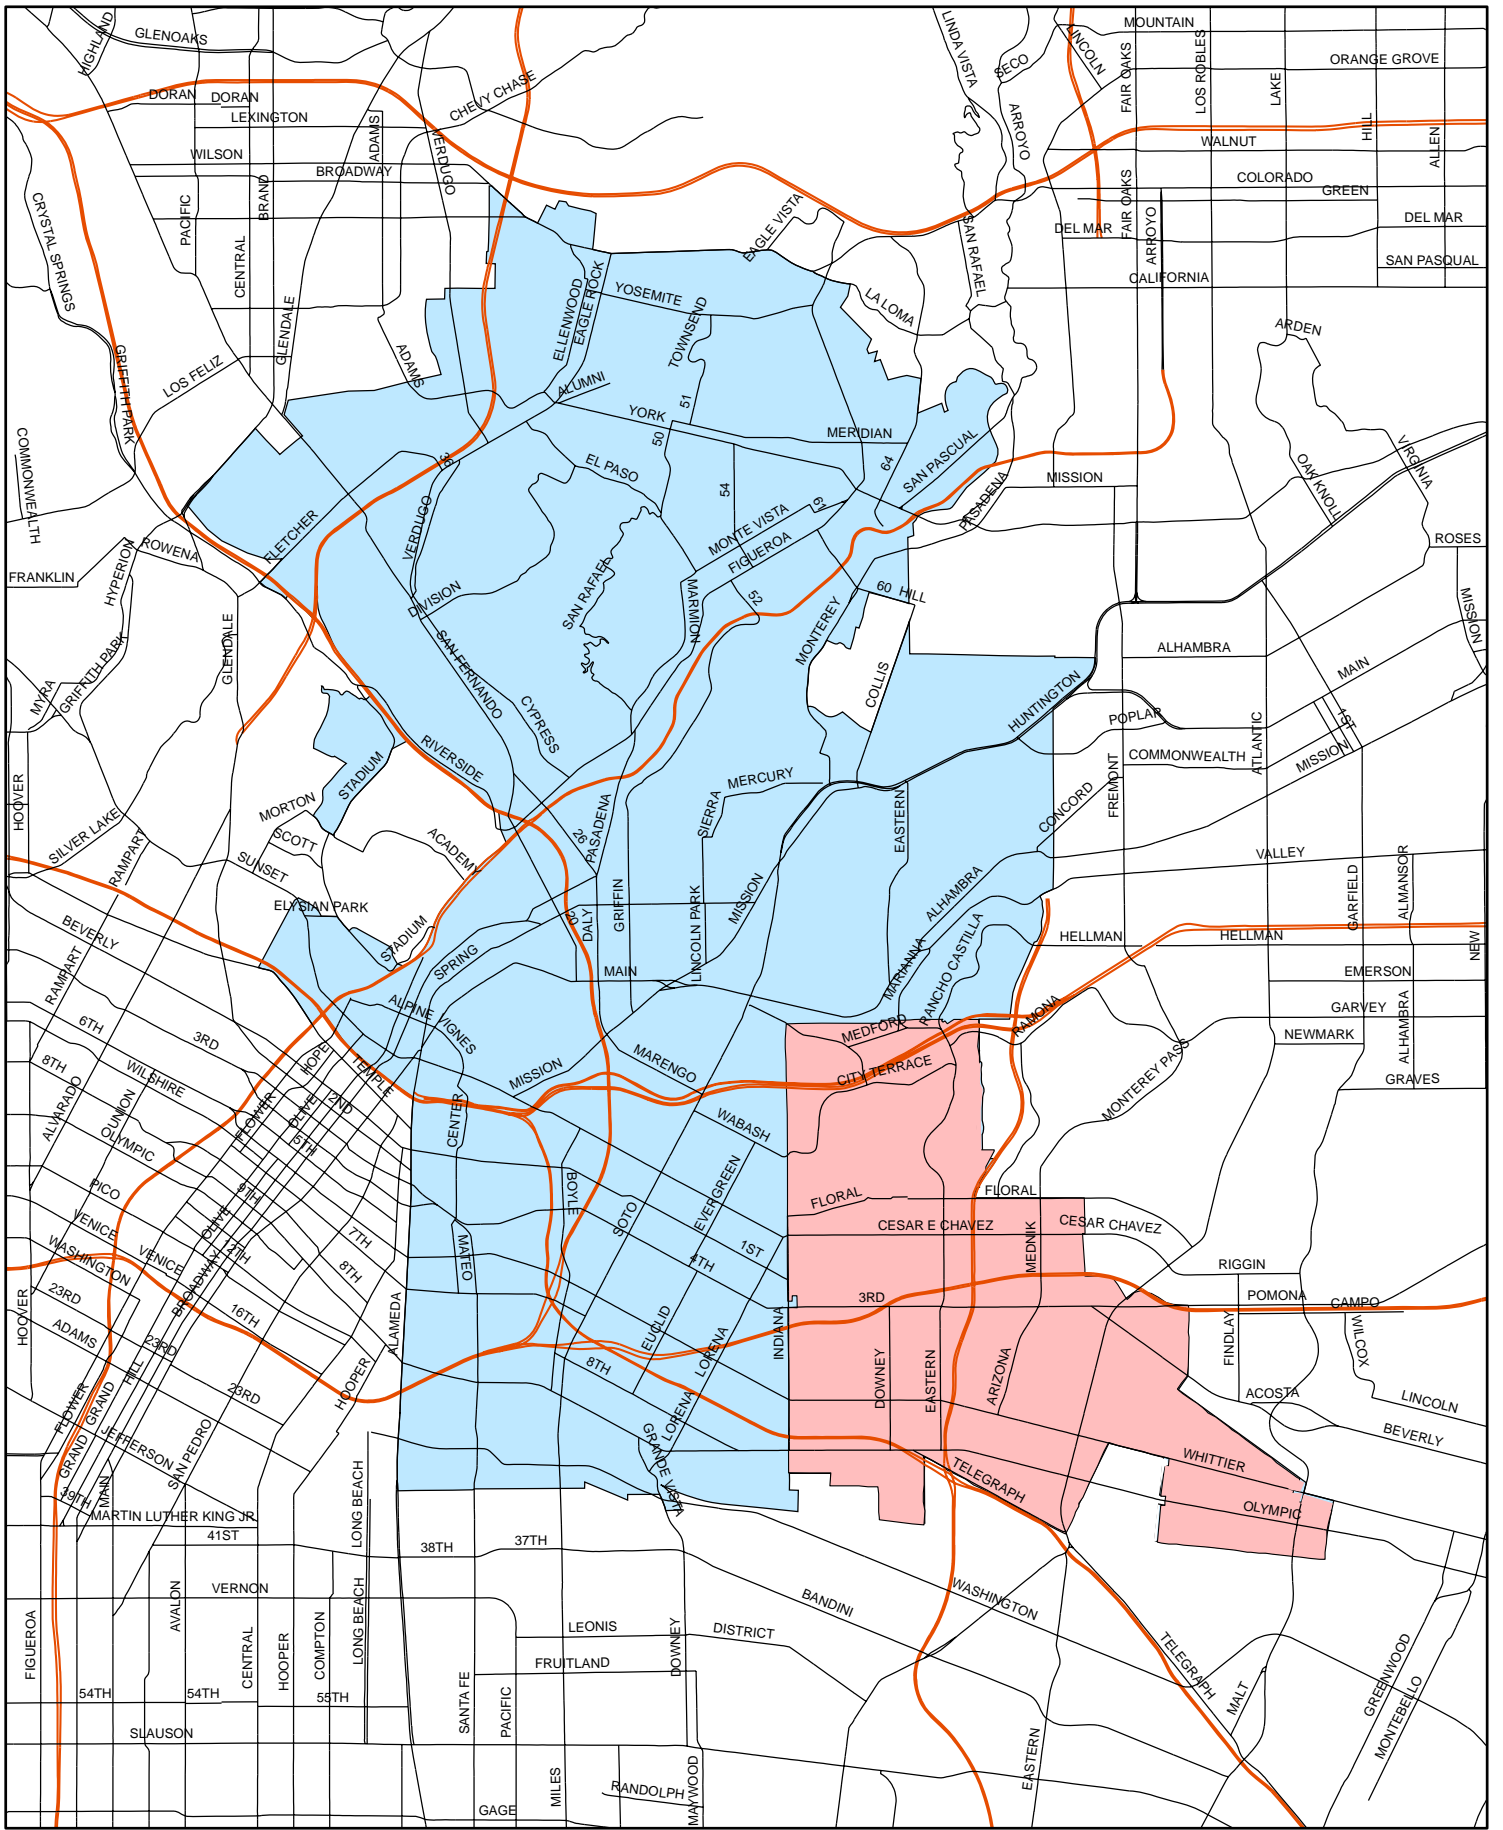 MOUNTAIN
HIGHLAND
GLENOAKS
LINDA VISTA
SECO
LINCOLN
FAIR OAKS
LOS ROBLES
ORANGE GROVE
LAKE
DORAN
DORAN
CHEVY CHASE
LEXINGTON
ADAMS
VERDUGO
ARROYO
HILL
ALLEN
WALNUT
WILSON
BROADWAY
COLORADO
GREEN
CRYSTAL SPRINGS
PACIFIC
BRAND
CENTRAL
EAGLE VISTA
SAN RAFAEL
DEL MAR
FAIR OAKS
ARROYO
DEL MAR
SAN PASQUAL
CALIFORNIA
YOSEMITE
ELLENWOOD
EAGLE ROCK
TOWNSEND
LA LOMA
GLENDALE
ARDEN
GRIFFITH PARK
LOS FELIZ
ADAMS
ALUMNI
51
YORK
50
MERIDIAN
COMMONWEALTH
36
EL PASO
54
64
SAN PASCUAL
MISSION
PASADENA
OAK KNOLL
VIRGINIA
MONTE VISTA
61
FLETCHER
VERDUGO
FIGUEROA
ROWENA
ROSES
FRANKLIN
HYPERION
DIVISION
SAN RAFAEL
MARMION
52
60
HILL
MONTEREY
MISSION
GLENDALE
GRIFFITH PARK
MYRA
SAN FERNANDO
COLLIS
ALHAMBRA
MAIN
CYPRESS
HUNTINGTON
POPLAR
1ST
RIVERSIDE
STADIUM
COMMONWEALTH
ATLANTIC
MISSION
MERCURY
HOOVER
MORTON
SCOTT
SILVER LAKE
RAMPART
SUNSET
ACADEMY
26
PASADENA
SIERRA
EASTERN
CONCORD
FREMONT
VALLEY
ELYSIAN PARK
STADIUM
BEVERLY
20
DALY
GRIFFIN
LINCOLN PARK
MISSION
ALHAMBRA
MARIANNA
RANCHO CASTILLA
HELLMAN
HELLMAN
GARFIELD
ALMANSOR
NEW
RAMPART
SPRING
MAIN
EMERSON
GARVEY
ALPINE
VIGNES
MEDFORD
RAMONA
NEWMARK
ALHAMBRA
6TH
3RD
8TH
WILSHIRE
HOPE
TEMPLE
MISSION
MARENGO
CITY TERRACE
GRAVES
ALVARADO
UNION
OLYMPIC
FLOWER
OLIVE
2ND
5TH
CENTER
WABASH
MONTEREY PASS
PICO
9TH
BOYLE
SOTO
EVERGREEN
FLORAL
FLORAL
VENICE
OLIVE
7TH
CESAR E CHAVEZ
MEDNIK
CESAR CHAVEZ
WASHINGTON
VENICE
12TH
8TH
MATEO
1ST
4TH
RIGGIN
23RD
BROADWAY
16TH
3RD
POMONA
CAMPO
HOOVER
ADAMS
23RD
ALAMEDA
EUCLID
LORENA
INDIANA
FINDLAY
WILCOX
HILL
23RD
HOOPER
8TH
DOWNEY
EASTERN
ARIZONA
ACOSTA
LINCOLN
FLOWER
GRAND
LORENA
BEVERLY
JEFFERSON
SAN PEDRO
GRANDE VISTA
WHITTIER
GRAND
39TH
MAIN
LONG BEACH
TELEGRAPH
OLYMPIC
MARTIN LUTHER KING JR
41ST
38TH
37TH
VERNON
AVALON
LONG BEACH
BANDINI
WASHINGTON
FIGUEROA
CENTRAL
HOOPER
COMPTON
LEONIS
DOWNEY
DISTRICT
FRUITLAND
TELEGRAPH
GREENWOOD
54TH
54TH
55TH
SANTA FE
PACIFIC
MALT
MONTEBELLO
SLAUSON
MILES
RANDOLPH
MAYWOOD
EASTERN
GAGE